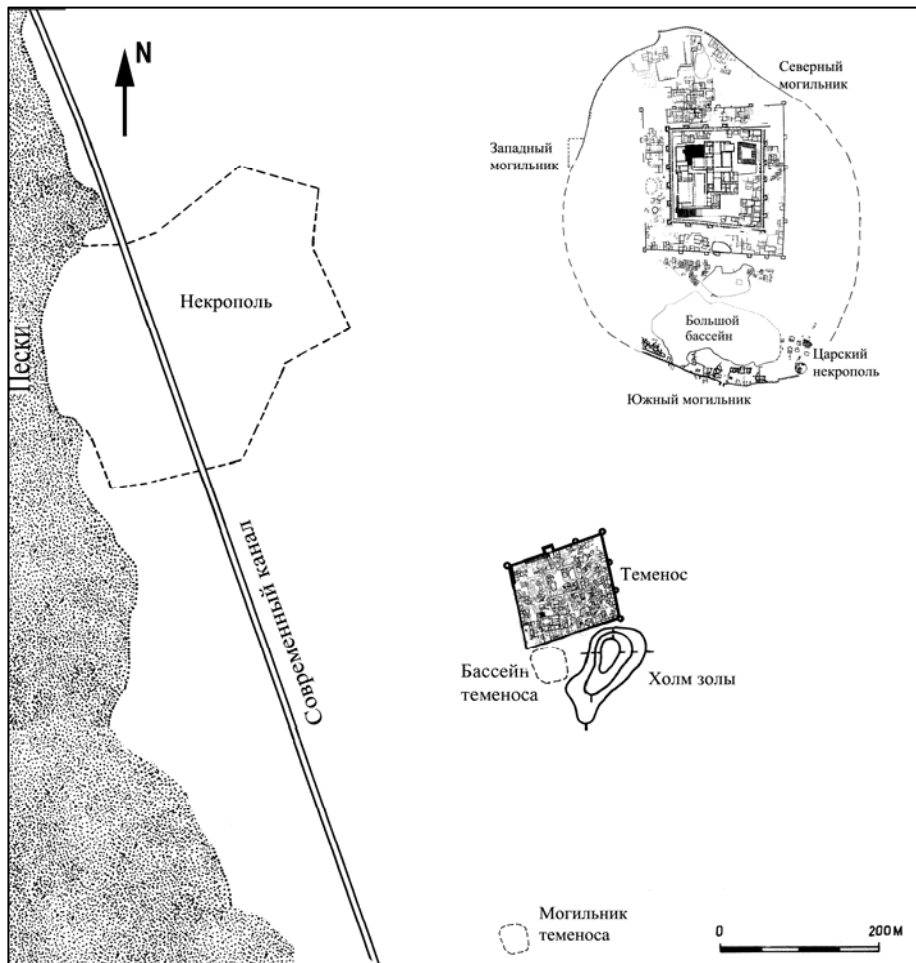 N
Северный
могильник
Западный
могильник
Некрополь
Пески
Большой
бассейн
Царский
некрополь
Южный могильник
Современный канал
Теменос
Бассейн
теменоса
Холм золы
Могильник
теменоса
0
200 М